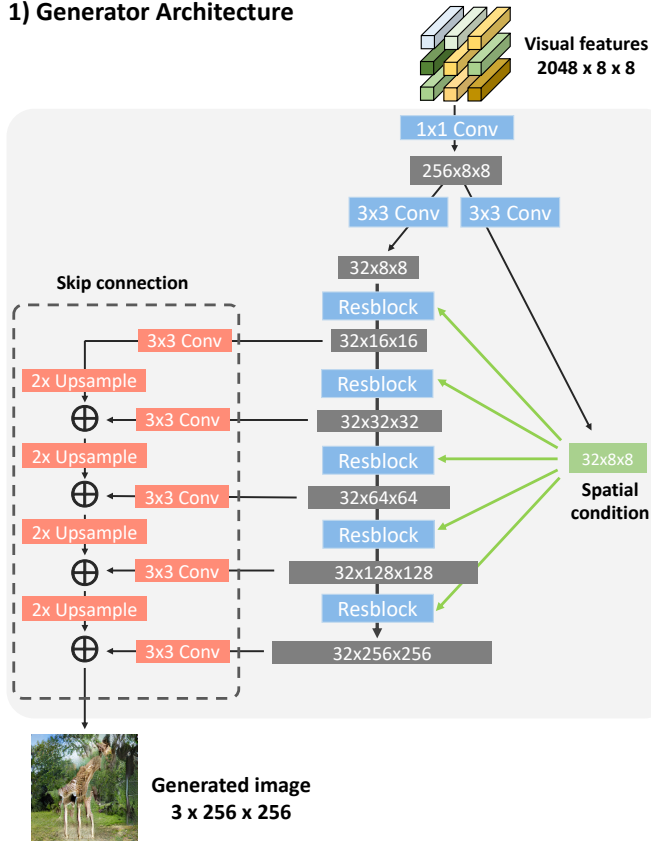 1) Generator Architecture
Visual features
2048 x 8 x 8
1x1 Conv
256x8x8
3x3 Conv
3x3 Conv
32x8x8
Skip connection
Resblock
3x3 Conv
32x16x16
2x Upsample
Resblock
3x3 Conv
32x32x32
2x Upsample
Resblock
32x8x8
Spatial
condition
3x3 Conv
32x64x64
2x Upsample
Resblock
3x3 Conv
32x128x128
2x Upsample
Resblock
3x3 Conv
32x256x256
Generated image
3 x 256 x 256